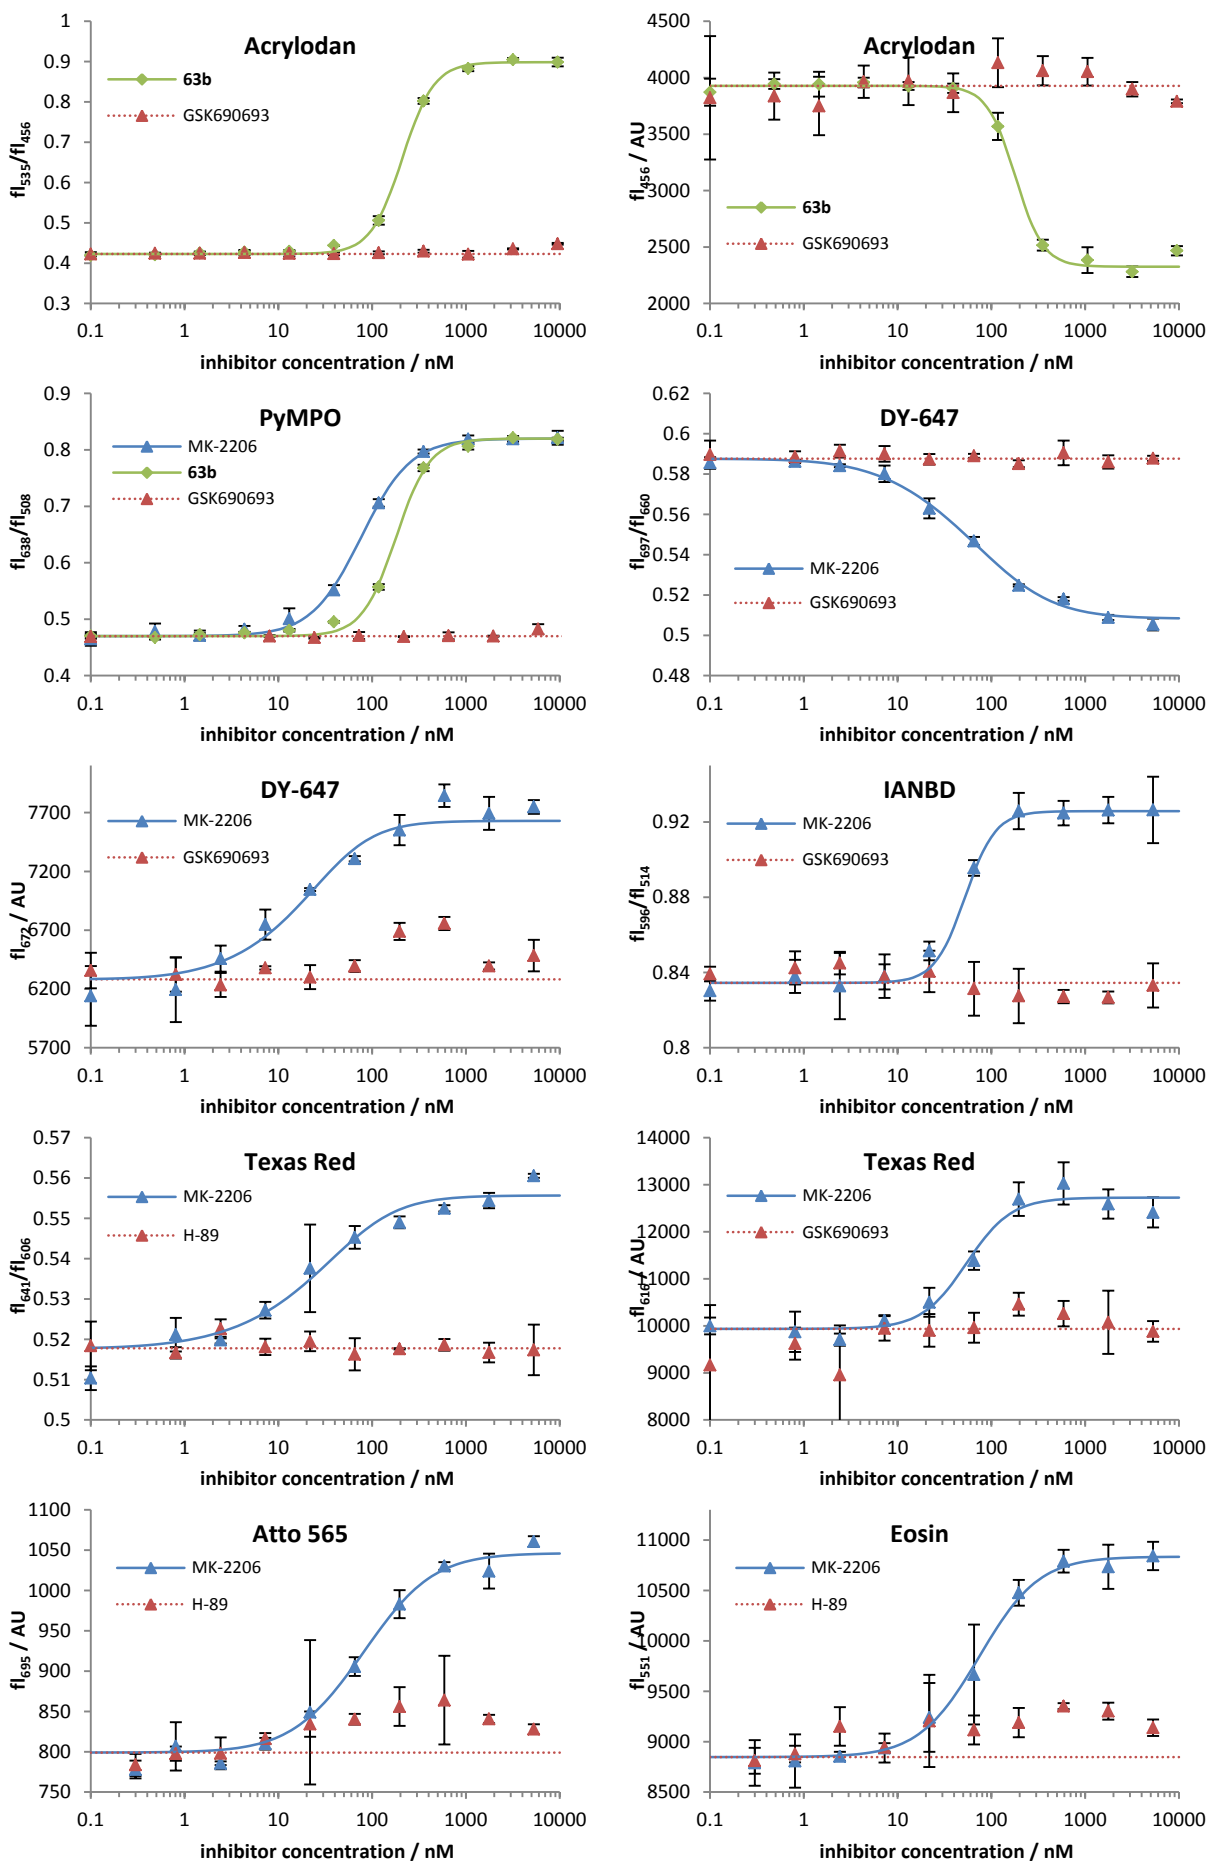 Acrylodan
fl535/fl456
1
0.9
0.8
0.7
0.6
0.5
0.4
0.3
63b
GSK690693
0.1 1 10 100 1000 10000
inhibitor concentration / nM
Acrylodan
fl456 / AU
4500
4000
3500
3000
2500
2000
63b
GSK690693
0.1 1 10 100 1000 10000
inhibitor concentration / nM
PyMPO
fl638/fl508
0.9
0.8
0.7
0.6
0.5
0.4
MK-2206
63b
GSK690693
0.1 1 10 100 1000 10000
inhibitor concentration / nM
DY-647
fl697/fl660
0.62
0.6
0.58
0.56
0.54
0.52
0.5
0.48
MK-2206
GSK690693
0.1 1 10 100 1000 10000
inhibitor concentration / nM
DY-647
fl672 / AU
7700
7200
6700
6200
5700
MK-2206
GSK690693
0.1 1 10 100 1000 10000
inhibitor concentration / nM
IANBD
fl596/fl514
0.92
0.88
0.84
0.8
MK-2206
GSK690693
0.1 1 10 100 1000 10000
inhibitor concentration / nM
Texas Red
fl641/fl606
0.57
0.56
0.55
0.54
0.53
0.52
0.51
0.5
MK-2206
H-89
0.1 1 10 100 1000 10000
inhibitor concentration / nM
Texas Red
fl616 / AU
14000
13000
12000
11000
10000
9000
8000
MK-2206
GSK690693
0.1 1 10 100 1000 10000
inhibitor concentration / nM
Atto 565
fl695 / AU
1100
1050
1000
950
900
850
800
750
MK-2206
H-89
0.1 1 10 100 1000 10000
inhibitor concentration / nM
Eosin
fl551 / AU
11000
10500
10000
9500
9000
8500
MK-2206
H-89
0.1 1 10 100 1000 10000
inhibitor concentration / nM